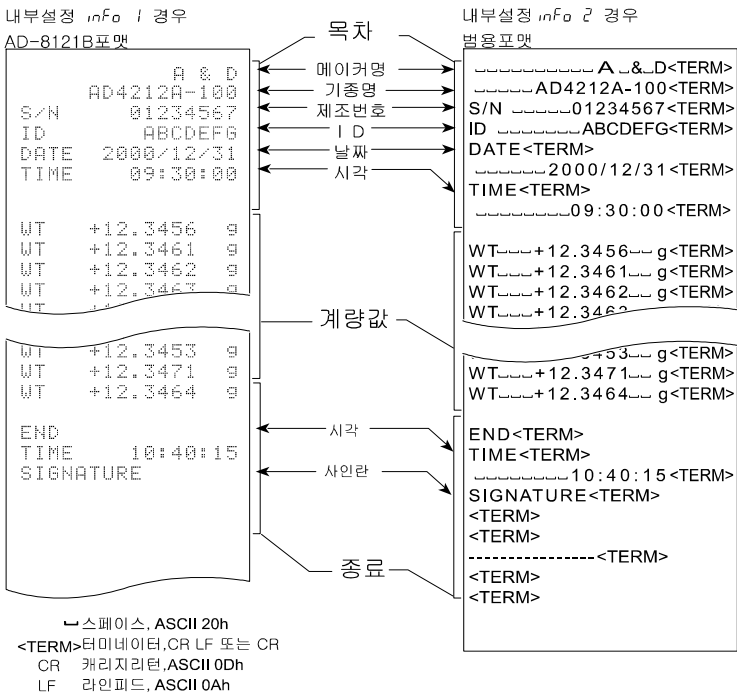 내부설정 info 1 경우
AD-8121B포맷
A & D
AD4212A-100
S/N 01234567
ID ABCDEFG
DATE 2000/12/31
TIME 09:30:00
WT +12.3456 g
WT +12.3461 g
WT +12.3462 g
WT +12.3463 g
WT
WT +12.3453 g
WT +12.3471 g
WT +12.3464 g
END
TIME 10:40:15
SIGNATURE
목차
메이커명
기종명
제조번호
I D
날짜
시각
계량값
시각
사인란
종료
내부설정 info 2 경우
범용포맷
␣␣␣␣␣␣␣␣␣␣ A ␣&␣D<TERM>
␣␣␣␣␣AD4212A-100<TERM>
S/N ␣␣␣␣␣01234567<TERM>
ID ␣␣␣␣␣␣␣ABCDEFG<TERM>
DATE<TERM>
␣␣␣␣␣␣2000/12/31<TERM>
TIME<TERM>
␣␣␣␣␣␣␣␣09:30:00<TERM>
WT␣␣␣+12.3456␣␣ g<TERM>
WT␣␣␣+12.3461␣␣ g<TERM>
WT␣␣␣+12.3462␣␣ g<TERM>
WT␣␣␣+12.3462
3453␣␣ g<TERM>
WT␣␣␣+12.3471␣␣ g<TERM>
WT␣␣␣+12.3464␣␣ g<TERM>
END<TERM>
TIME<TERM>
␣␣␣␣␣␣␣␣10:40:15<TERM>
SIGNATURE<TERM>
<TERM>
<TERM>
----------------<TERM>
<TERM>
<TERM>
␣ 스페이스, ASCII 20h
<TERM>터미네이터,CR LF 또는 CR
CR 캐리지리턴,ASCII 0Dh
LF 라인피드, ASCII 0Ah